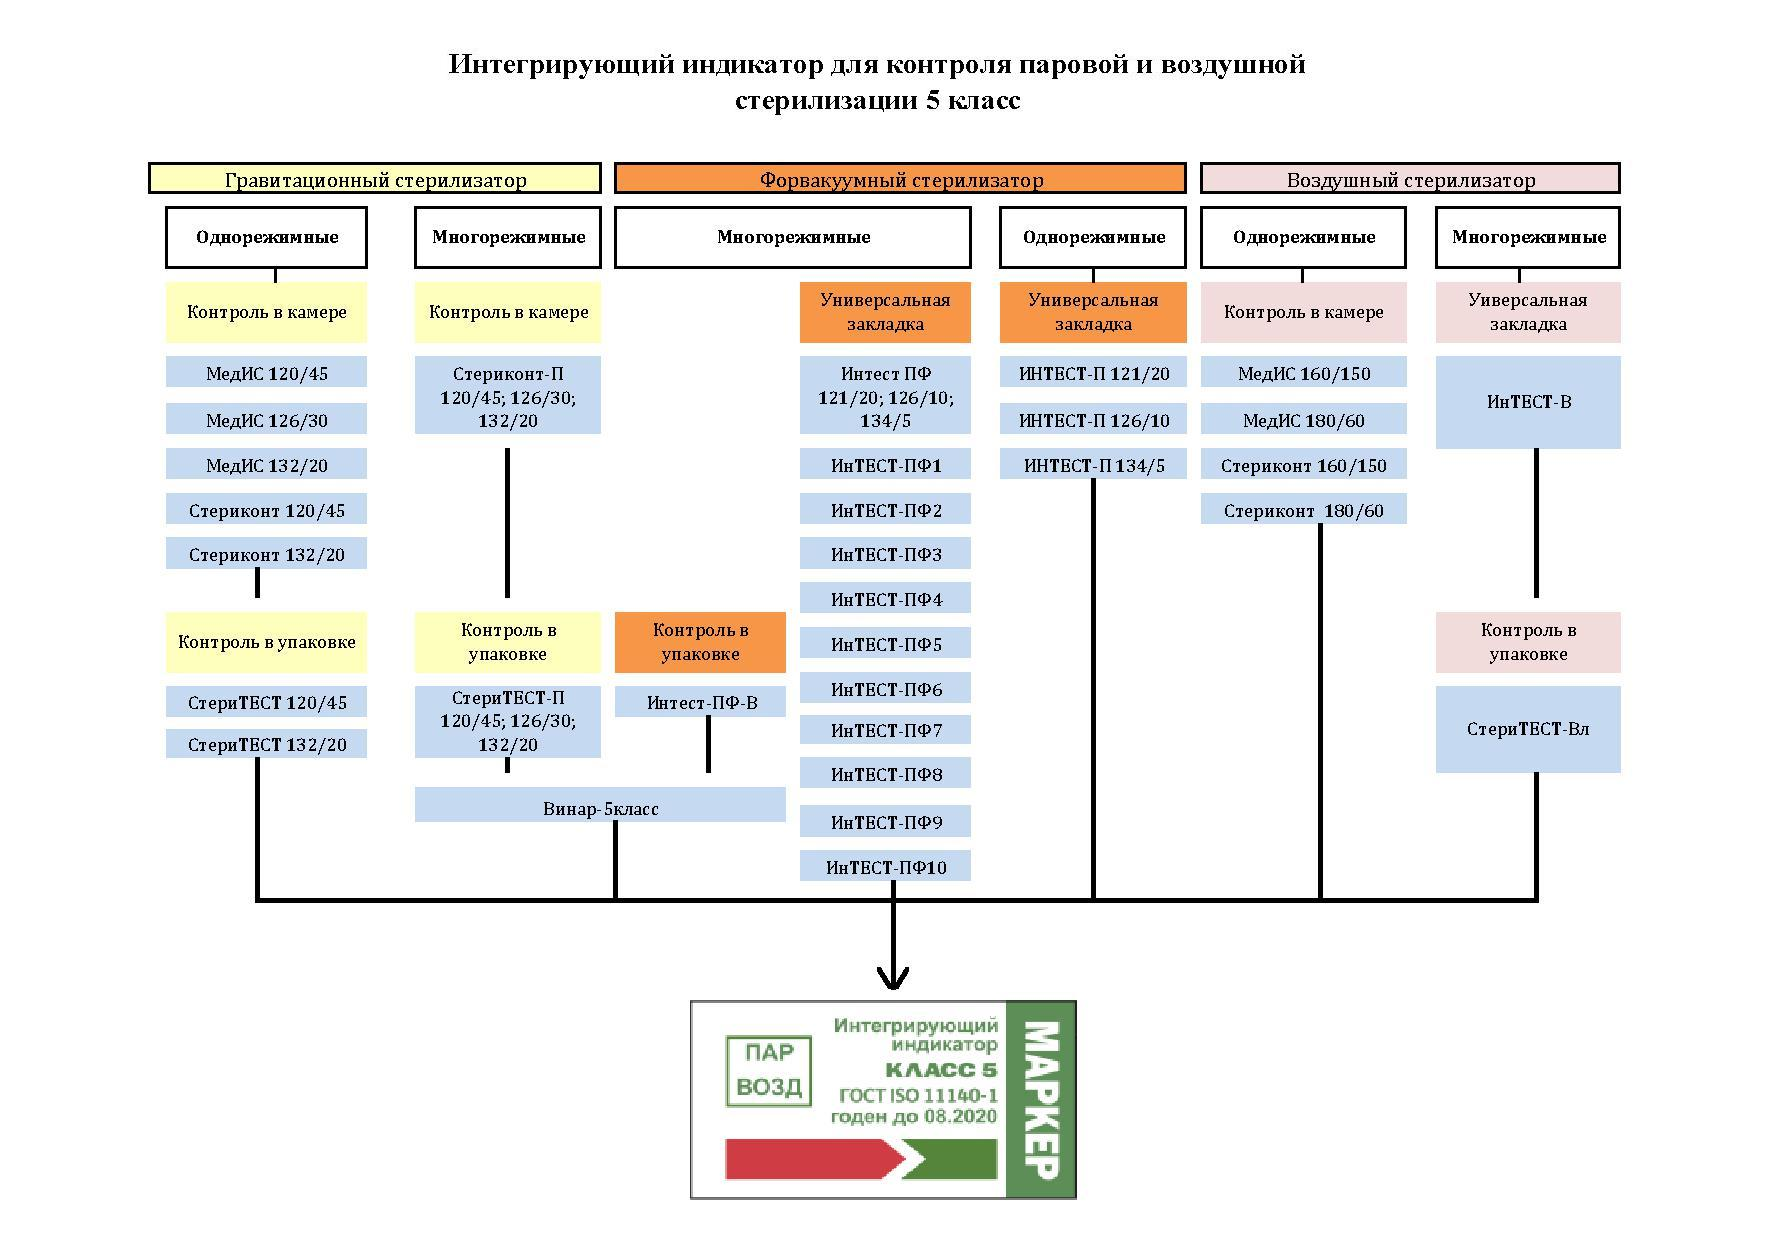 Интегрирующий индикатор для контроля паровой и воздушной
стерилизации 5 класс
Гравитационный стерилизатор
Форвакуумный стерилизатор
Воздушный стерилизатор
Однорежимные
Многорежимные
Многорежимные
Однорежимные
Однорежимные
Многорежимные
Контроль в камере
МедИС 120/45
МедИС 126/30
МедИС 132/20
Стериконт 120/45
Стериконт 132/20
Контроль в упаковке
СтериТЕСТ 120/45
СтериТЕСТ 132/20
Контроль в камере
Стериконт-П
120/45; 126/30;
132/20
Контроль в
упаковке
СтериТЕСТ-П
120/45; 126/30;
132/20
Контроль в
упаковке
Интест-ПФ-В
Винар-5класс
Универсальная
закладка
Интест ПФ
121/20; 126/10;
134/5
ИнТЕСТ-ПФ1
ИнТЕСТ-ПФ2
ИнТЕСТ-ПФ3
ИнТЕСТ-ПФ4
ИнТЕСТ-ПФ5
ИнТЕСТ-ПФ6
ИнТЕСТ-ПФ7
ИнТЕСТ-ПФ8
ИнТЕСТ-ПФ9
ИнТЕСТ-ПФ10
Универсальная
закладка
ИНТЕСТ-П 121/20
ИНТЕСТ-П 126/10
ИНТЕСТ-П 134/5
Контроль в камере
МедИС 160/150
МедИС 180/60
Стериконт 160/150
Стериконт 180/60
Уиверсальная
закладка
ИнТЕСТ-В
Контроль в
упаковке
СтериТЕСТ-Вл
ПАР
ВОЗД
Интегрирующий
индикатор
КЛАСС 5
ГОСТ ISO 11140-1
годен до 08.2020
МАРКЕР